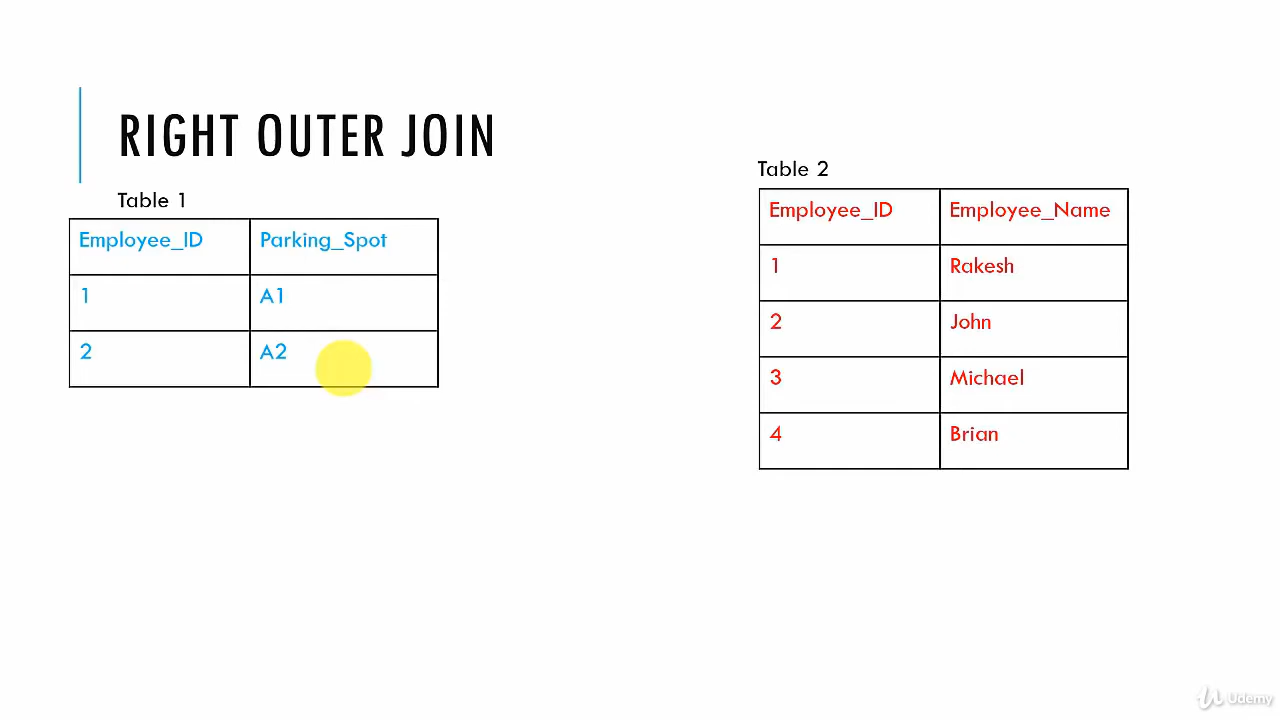 RIGHT OUTER JOIN
Table 1
Employee_ID Parking_Spot
1 A1
2 A2
Table 2
Employee_ID Employee_Name
1 Rakesh
2 John
3 Michael
4 Brian
Udemy